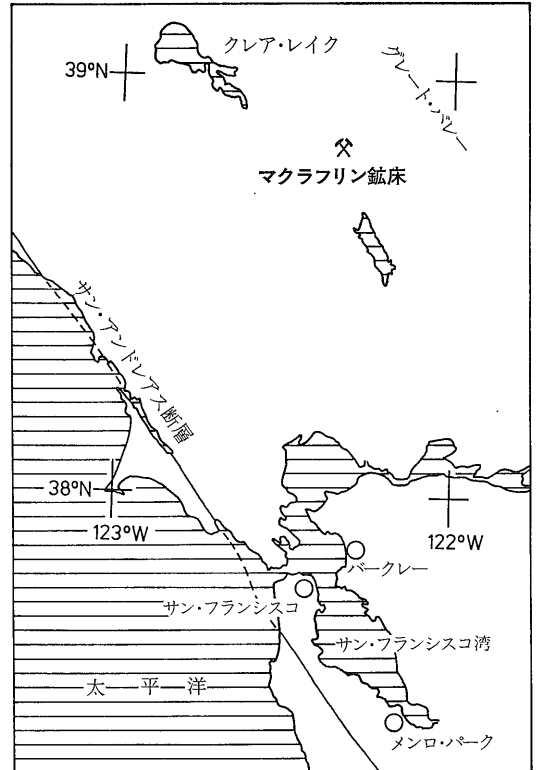 クレア・レイク
グレート・バレー
39°N
マクラフリン鉱床
サン・アンドレアス断層
38°N
123°W
122°W
バークレー
サン・フランシスコ
サン・フランシスコ湾
太平洋
メンロ・パーク